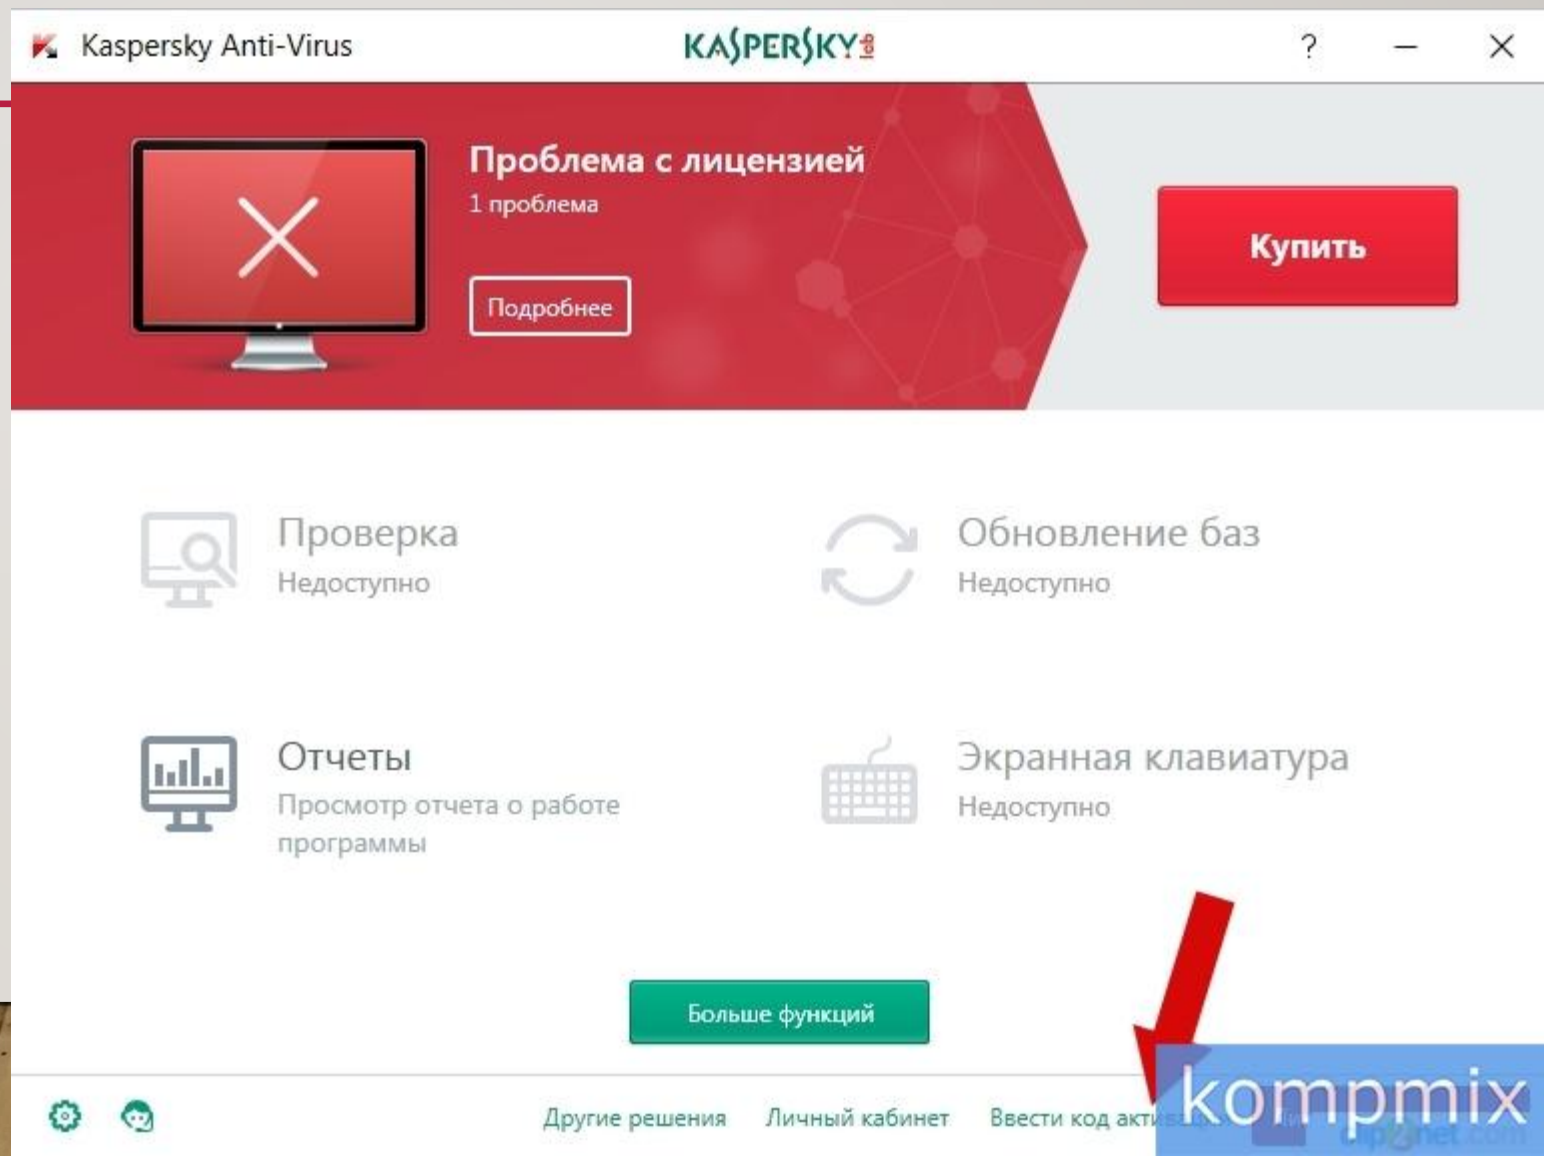 Kaspersky Anti-Virus
KASPERSKY lab
?
Проблема с лицензией
1 проблема
Подробнее
Купить
Проверка
Недоступно
Обновление баз
Недоступно
Отчеты
Просмотр отчета о работе
программы
Экранная клавиатура
Недоступно
Больше функций
Другие решения
Личный кабинет
Ввести код
kompmix